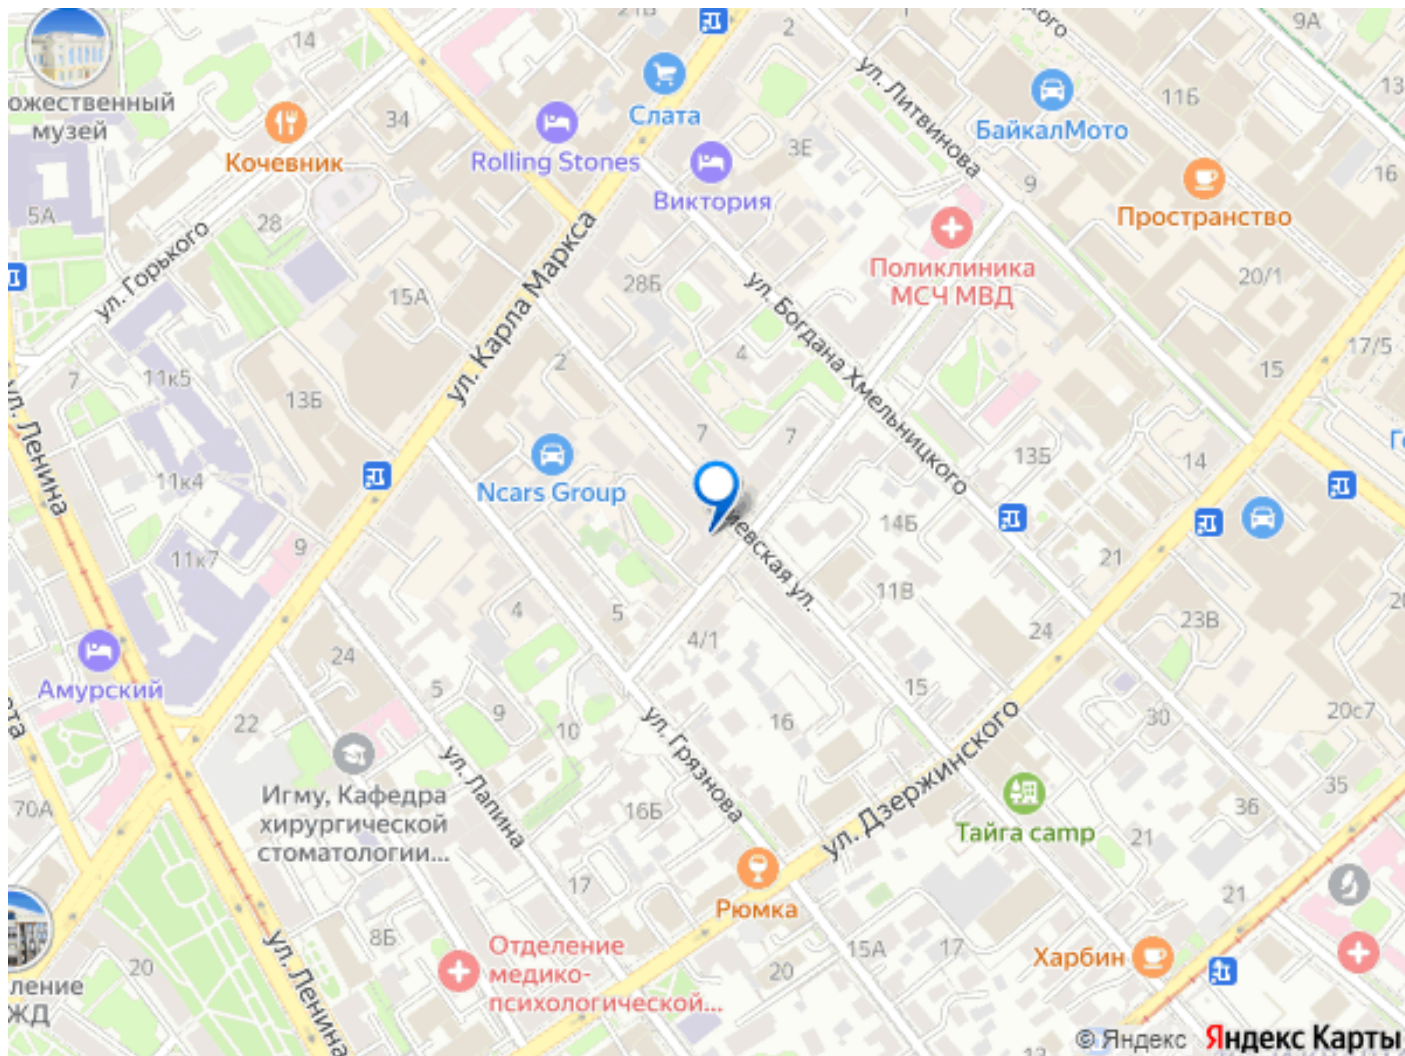 21Б
2
9А
14
ожественный
музей
34
Кочевник
Слата
Rolling Stones
Виктория
3Е
ул. Литвинова
БайкалМото
11Б
13
16
9
Пространство
5А
28
ул. Горького
15А
ул. Карла Маркса
28Б
ул. Богдана Хмельницкого
Поликлиника
МСЧ МВД
20/1
17/5
15
7
11к5
13Б
2
4
7
7
ул. Ленина
11к4
Ncars Group
13Б
14
14Б
11к7
9
21
11В
Киевская ул.
4
5
4/1
24
23В
24
5
9
10
15
16
30
20с7
Амурский
22
70А
Игму, Кафедра
хирургической
стоматологии...
ул. Лапина
ул. Грязнова
16Б
ул. Дзержинского
Тайга camp
21
36
35
17
Рюмка
21
8Б
Отделение
медико-
психологической...
15А
17
20
Харбин
20
ление
ЖД
ул. Ленина
© Яндекс Яндекс Карты